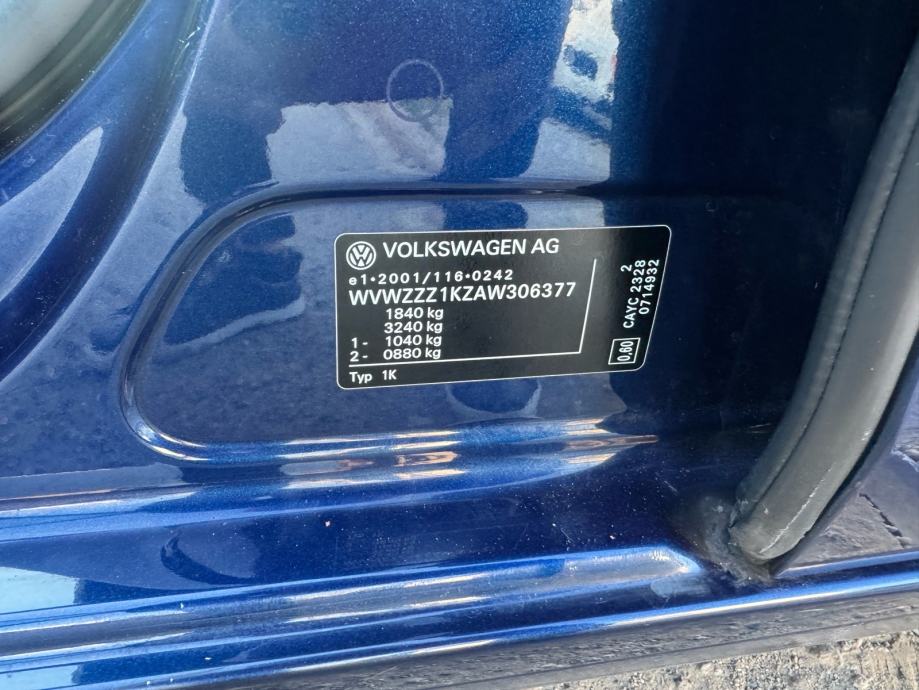 VOLKSWAGEN AG
e1*2001/116*0242
WVWZZZ1KZAW306377
1840 kg
3240 kg
1 - 1040 kg
2 - 0880 kg
Typ 1K
2
CAYC 2328
0714932
0.60